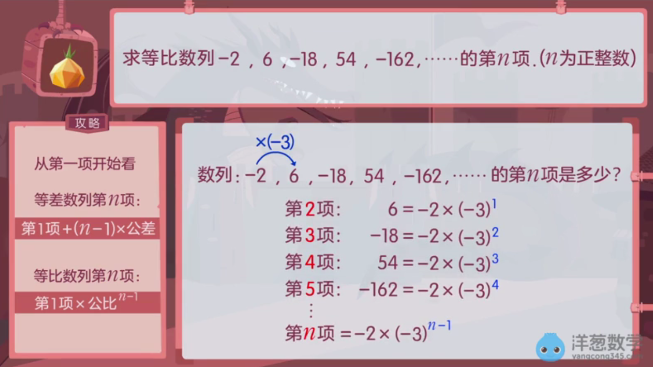 求等比数列-2，6，-18，54，-162，……的第n项.(n为正整数)
攻略
从第一项开始看
等差数列第n项：
第1项+(n-1)×公差
等比数列第n项：
第1项×公比ⁿ⁻¹
×(-3)
数列：-2，6，-18，54，-162，……的第n项是多少？
第2项： 6=-2×(-3)¹
第3项： -18=-2×(-3)²
第4项： 54=-2×(-3)³
第5项： -162=-2×(-3)⁴
⋮
第n项=-2×(-3)ⁿ⁻¹
洋葱数学
yangcong345.com